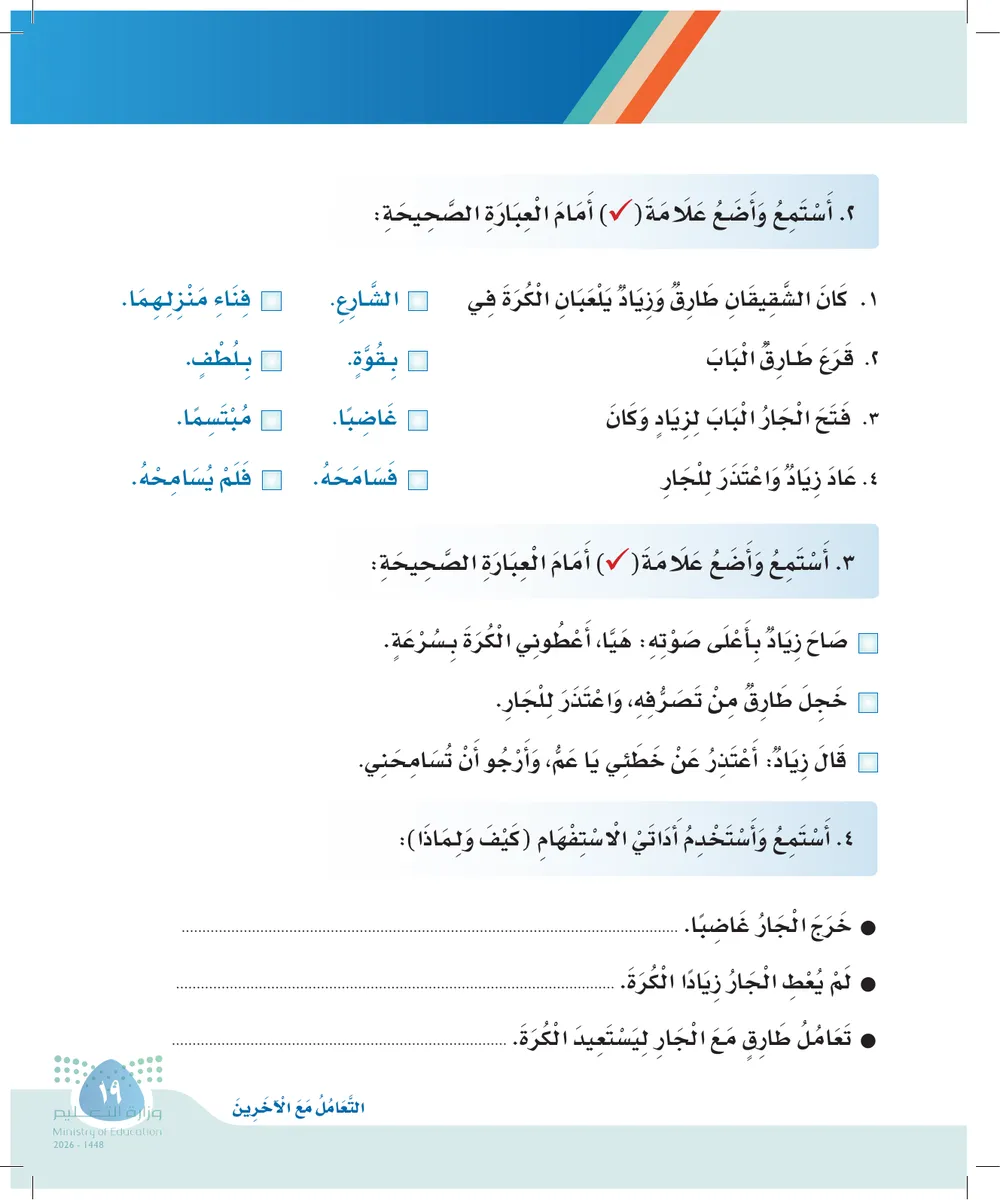 ٢. أَسْتَمِعُ وَأَضَعُ عَلَامَةَ (✓) أَمَامَ الْعِبَارَةِ الصَّحِيحَةِ:
١. كَانَ الشَّقِيقَانِ طَارِقٌ وَزِيَادٌ يَلْعَبَانِ الْكُرَةَ فِي الشَّارِعِ. فِنَاءِ مَنْزِلِهِمَا.
٢. قَرَعَ طَارِقٌ الْبَابَ بِقُوَّةٍ. بِلُطْفٍ.
٣. فَتَحَ الْجَارُ الْبَابَ لِزِيَادٍ وَكَانَ غَاضِبًا. مُبْتَسِمًا.
٤. عَادَ زِيَادٌ وَاعْتَذَرَ لِلْجَارِ فَسَامَحَهُ. فَلَمْ يُسَامِحْهُ.
٣. أَسْتَمِعُ وَأَضَعُ عَلَامَةَ (✓) أَمَامَ الْعِبَارَةِ الصَّحِيحَةِ:
صَاحَ زِيَادٌ بِأَعْلَى صَوْتِهِ: هَيَّا، أَعْطُونِي الْكُرَةَ بِسُرْعَةٍ.
خَجِلَ طَارِقٌ مِنْ تَصَرُّفِهِ، وَاعْتَذَرَ لِلْجَارِ.
قَالَ زِيَادٌ: أَعْتَذِرُ عَنْ خَطَئِي يَا عَمُّ، وَأَرْجُو أَنْ تُسَامِحَنِي.
٤. أَسْتَمِعُ وَأَسْتَخْدِمُ أَدَاتَيْ الْاسْتِفْهَامِ (كَيْفَ وَلِمَاذَا):
● خَرَجَ الْجَارُ غَاضِبًا. ........................................
● لَمْ يُعْطِ الْجَارُ زِيَادًا الْكُرَةَ. ........................................
● تَعَامُلُ طَارِقٍ مَعَ الْجَارِ لِيَسْتَعِيدَ الْكُرَةَ. ........................................
التَّعَامُلُ مَعَ الْآخَرِينَ
١٩
وزارة التعليم
Ministry of Education
2026 - 1448